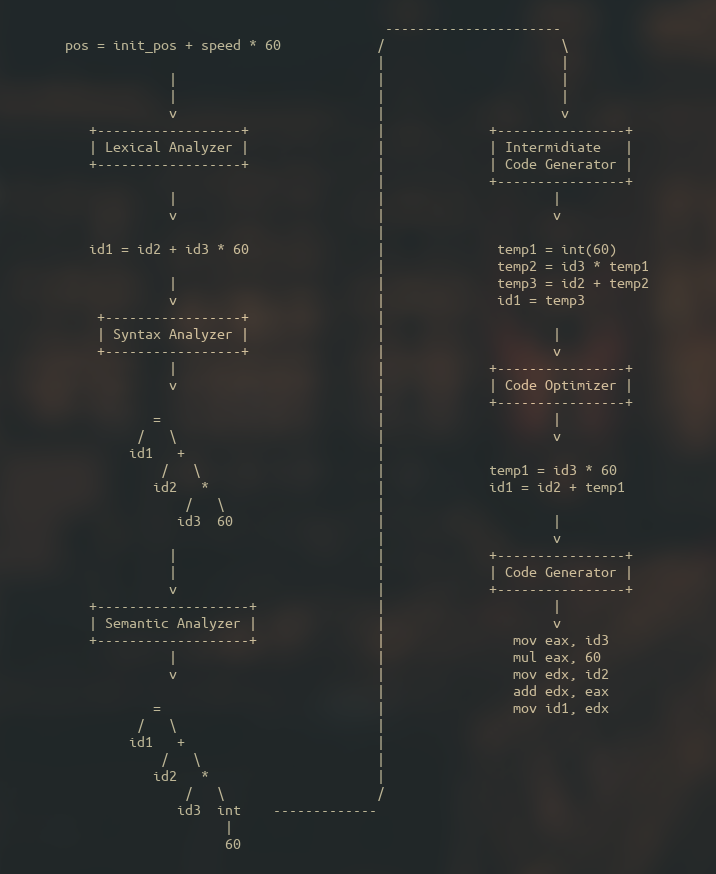 pos = init_pos + speed * 60
|
|
v
+------------------+
| Lexical Analyzer |
+------------------+
|
v
id1 = id2 + id3 * 60
|
v
+-----------------+
| Syntax Analyzer |
+-----------------+
|
v
=
/ \
id1 +
/ \
id2 *
/ \
id3 60
|
|
v
+-------------------+
| Semantic Analyzer |
+-------------------+
|
v
=
/ \
id1 +
/ \
id2 *
/ \
id3 int
|
60
+----------------+
| Intermidiate |
| Code Generator |
+----------------+
|
v
temp1 = int(60)
temp2 = id3 * temp1
temp3 = id2 + temp2
id1 = temp3
|
v
+----------------+
| Code Optimizer |
+----------------+
|
v
temp1 = id3 * 60
id1 = id2 + temp1
|
v
+----------------+
| Code Generator |
+----------------+
|
v
mov eax, id3
mul eax, 60
mov edx, id2
add edx, eax
mov id1, edx